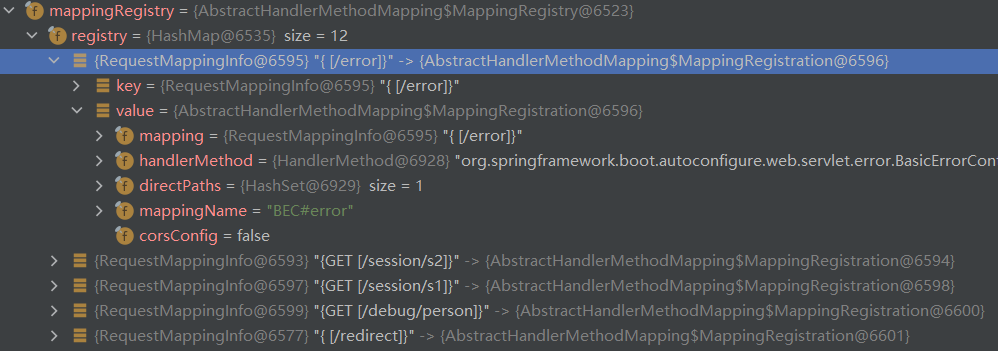 mappingRegistry = {AbstractHandlerMethodMapping$MappingRegistry@6523}
registry = {HashMap@6535} size = 12
{RequestMappingInfo@6595} "{ [/error]}" -> {AbstractHandlerMethodMapping$MappingRegistration@6596}
key = {RequestMappingInfo@6595} "{ [/error]}"
value = {AbstractHandlerMethodMapping$MappingRegistration@6596}
mapping = {RequestMappingInfo@6595} "{ [/error]}"
handlerMethod = {HandlerMethod@6928} "org.springframework.boot.autoconfigure.web.servlet.error.BasicErrorCont
directPaths = {HashSet@6929} size = 1
mappingName = "BEC#error"
corsConfig = false
{RequestMappingInfo@6593} "{GET [/session/s2]}" -> {AbstractHandlerMethodMapping$MappingRegistration@6594}
{RequestMappingInfo@6597} "{GET [/session/s1]}" -> {AbstractHandlerMethodMapping$MappingRegistration@6598}
{RequestMappingInfo@6599} "{GET [/debug/person]}" -> {AbstractHandlerMethodMapping$MappingRegistration@6600}
{RequestMappingInfo@6577} "{ [/redirect]}" -> {AbstractHandlerMethodMapping$MappingRegistration@6601}